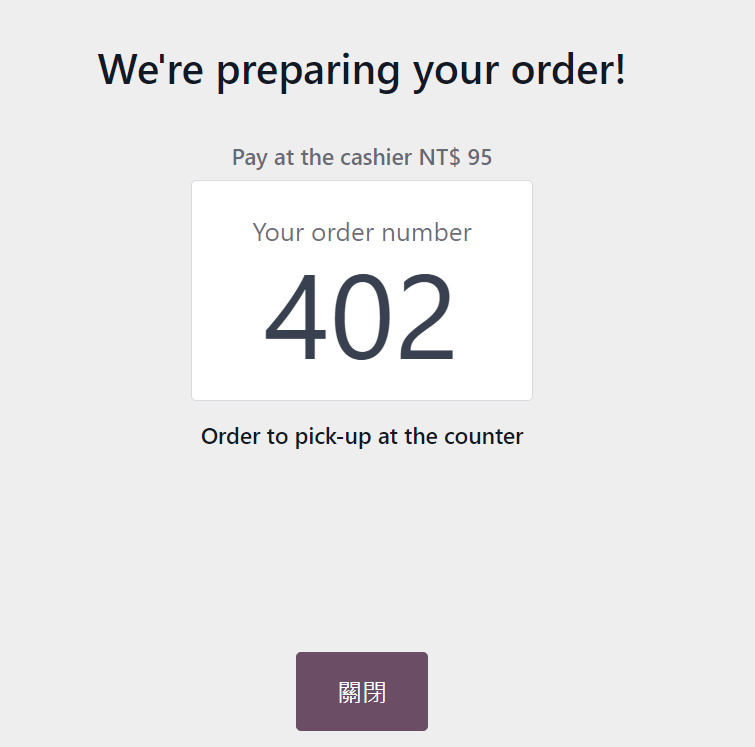 We're preparing your order!
Pay at the cashier NT$ 95
Your order number
402
Order to pick-up at the counter
關閉